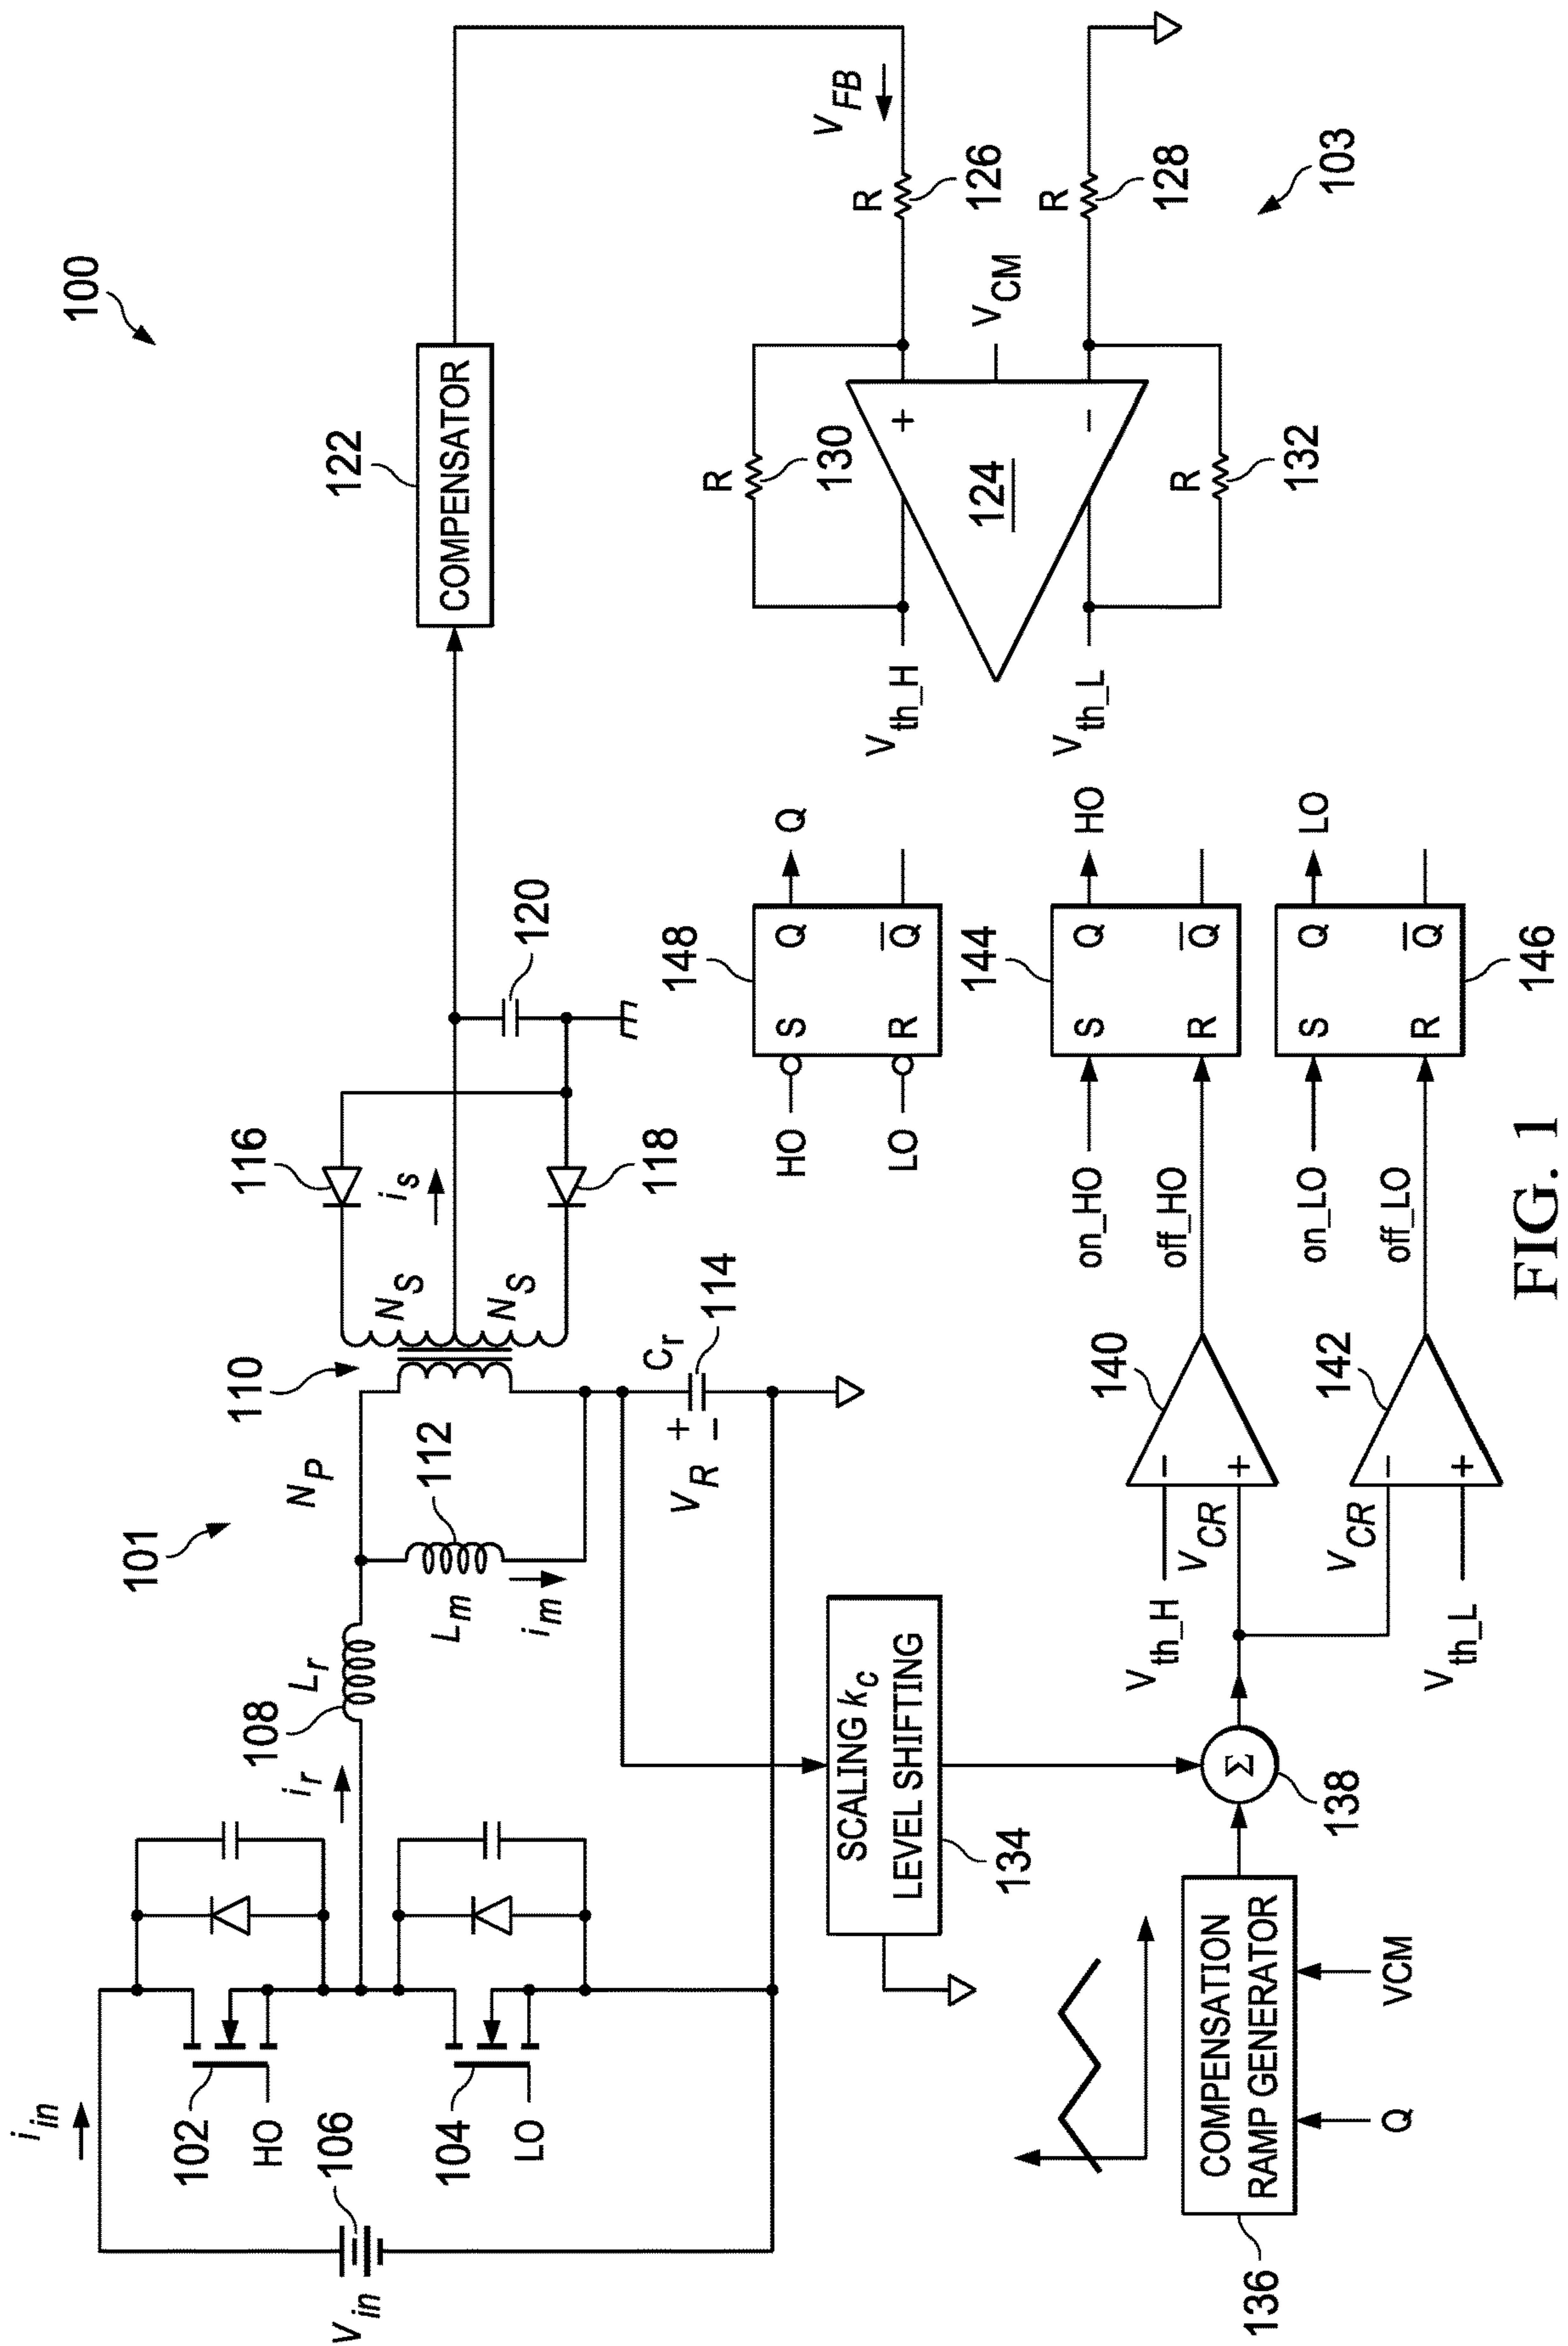 100
101
i_in
102
HO
106
V_in
104
LO
i_r
108
L_r
N_P
L_m
112
i_m
110
N_S
N_S
116
i_s
118
120
C_r
114
+
V_R
−
122
COMPENSATOR
V_FB
R
126
R
130
+
124
−
V_CM
R
128
R
132
103
V_th_H
V_th_L
148
HO
S
Q
Q
LO
R
Q̅
144
on_HO
S
Q
HO
off_HO
R
Q̅
146
on_LO
S
Q
LO
off_LO
R
Q̅
SCALING k_c
LEVEL SHIFTING
134
V_th_H
−
140
V_CR
+
V_CR
−
142
V_th_L
+
Σ
138
COMPENSATION
RAMP GENERATOR
136
Q
VCM
FIG. 1